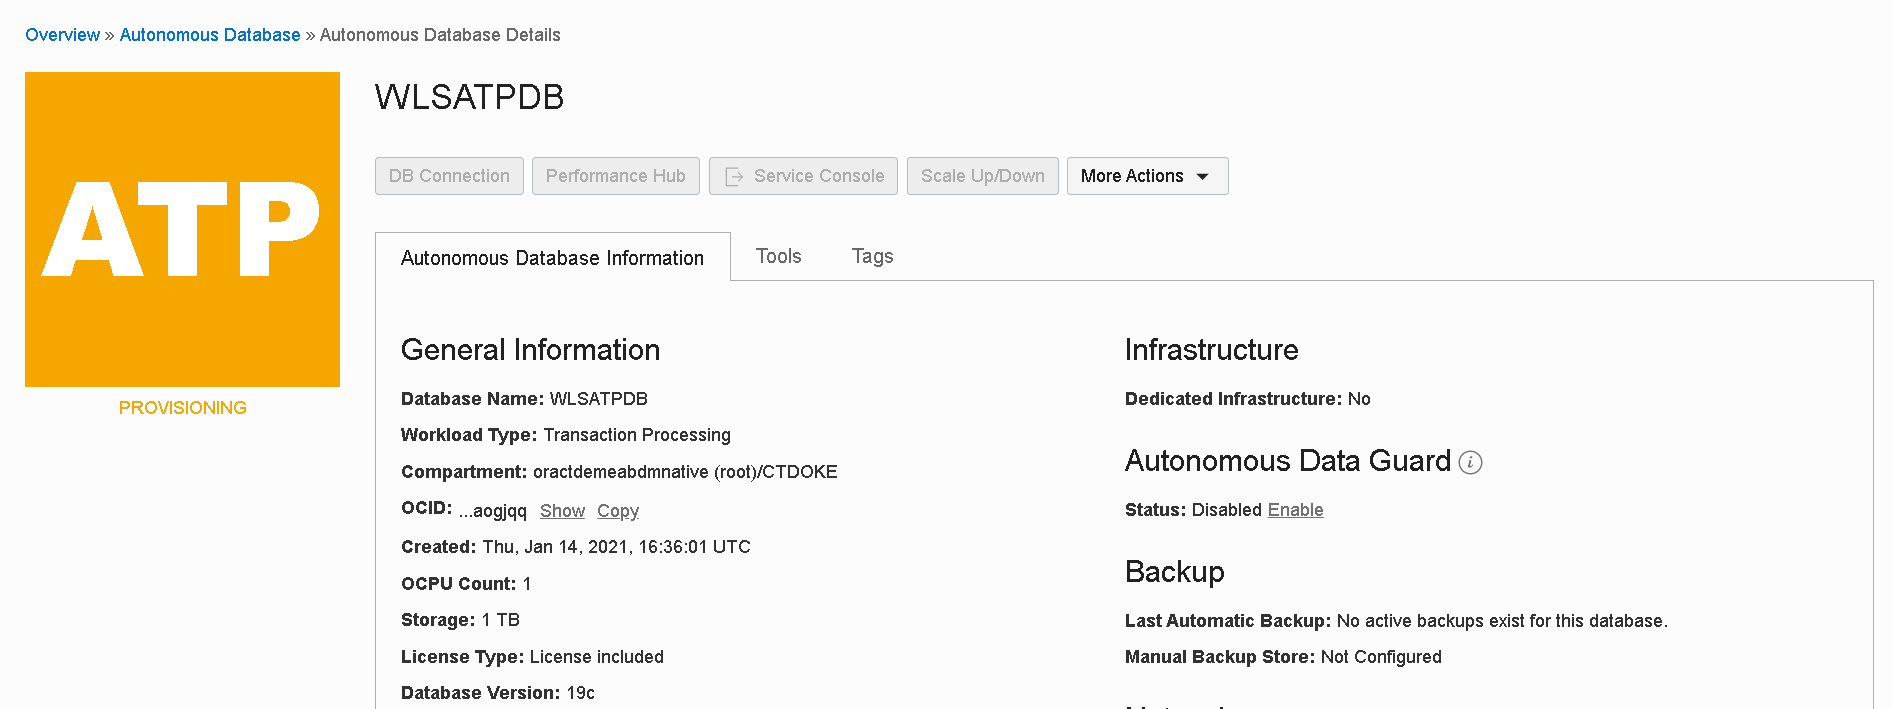 Overview » Autonomous Database » Autonomous Database Details
ATP
PROVISIONING
WLSATPDB
DB Connection Performance Hub Service Console Scale Up/Down More Actions
Autonomous Database Information Tools Tags
General Information
Database Name: WLSATPDB
Workload Type: Transaction Processing
Compartment: oractdemeabdmnative (root)/CTDOKE
OCID: ...aogjqq Show Copy
Created: Thu, Jan 14, 2021, 16:36:01 UTC
OCPU Count: 1
Storage: 1 TB
License Type: License included
Database Version: 19c
Infrastructure
Dedicated Infrastructure: No
Autonomous Data Guard i
Status: Disabled Enable
Backup
Last Automatic Backup: No active backups exist for this database.
Manual Backup Store: Not Configured